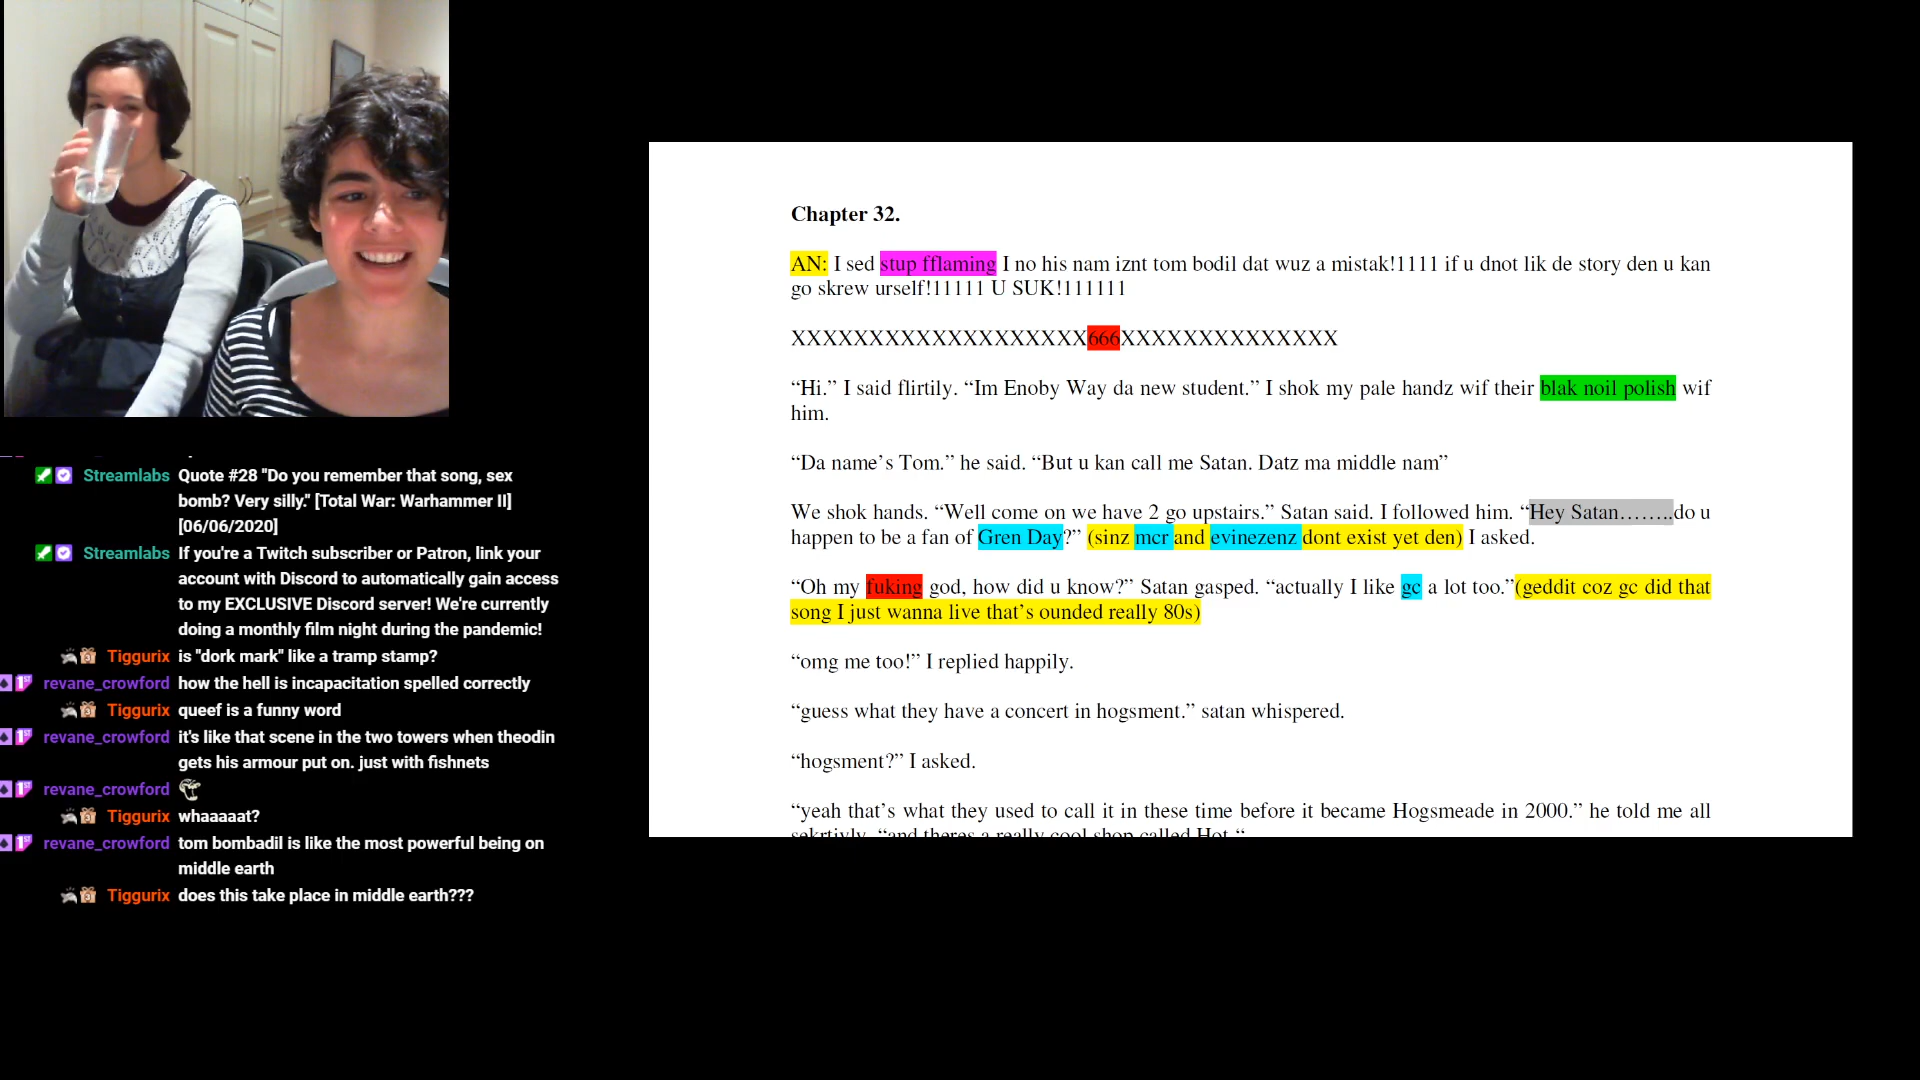 Streamlabs Quote #28 "Do you remember that song, sex
bomb? Very silly." [Total War: Warhammer II]
[06/06/2020]
Streamlabs If you're a Twitch subscriber or Patron, link your
account with Discord to automatically gain access
to my EXCLUSIVE Discord server! We're currently
doing a monthly film night during the pandemic!
Tiggurix is "dork mark" like a tramp stamp?
revane_crowford how the hell is incapacitation spelled correctly
Tiggurix queef is a funny word
revane_crowford it's like that scene in the two towers when theodin
gets his armour put on. just with fishnets
revane_crowford
Tiggurix whaaaaat?
revane_crowford tom bombadil is like the most powerful being on
middle earth
Tiggurix does this take place in middle earth???
Chapter 32.
AN: I sed stup fflaming I no his nam iznt tom bodil dat wuz a mistak!1111 if u dnot lik de story den u kan
go skrew urself!11111 U SUK!111111
XXXXXXXXXXXXXXXXXXX666XXXXXXXXXXXXXX
“Hi.” I said flirtily. “Im Enoby Way da new student.” I shok my pale handz wif their blak noil polish wif
him.
“Da name’s Tom.” he said. “But u kan call me Satan. Datz ma middle nam”
We shok hands. “Well come on we have 2 go upstairs.” Satan said. I followed him. “Hey Satan……..do u
happen to be a fan of Gren Day?” (sinz mcr and evinezenz dont exist yet den) I asked.
“Oh my fuking god, how did u know?” Satan gasped. “actually I like gc a lot too.”(geddit coz gc did that
song I just wanna live that’s ounded really 80s)
“omg me too!” I replied happily.
“guess what they have a concert in hogsment.” satan whispered.
“hogsment?” I asked.
“yeah that’s what they used to call it in these time before it became Hogsmeade in 2000.” he told me all
sekrtivly. “and theres a really cool shop called Hot “